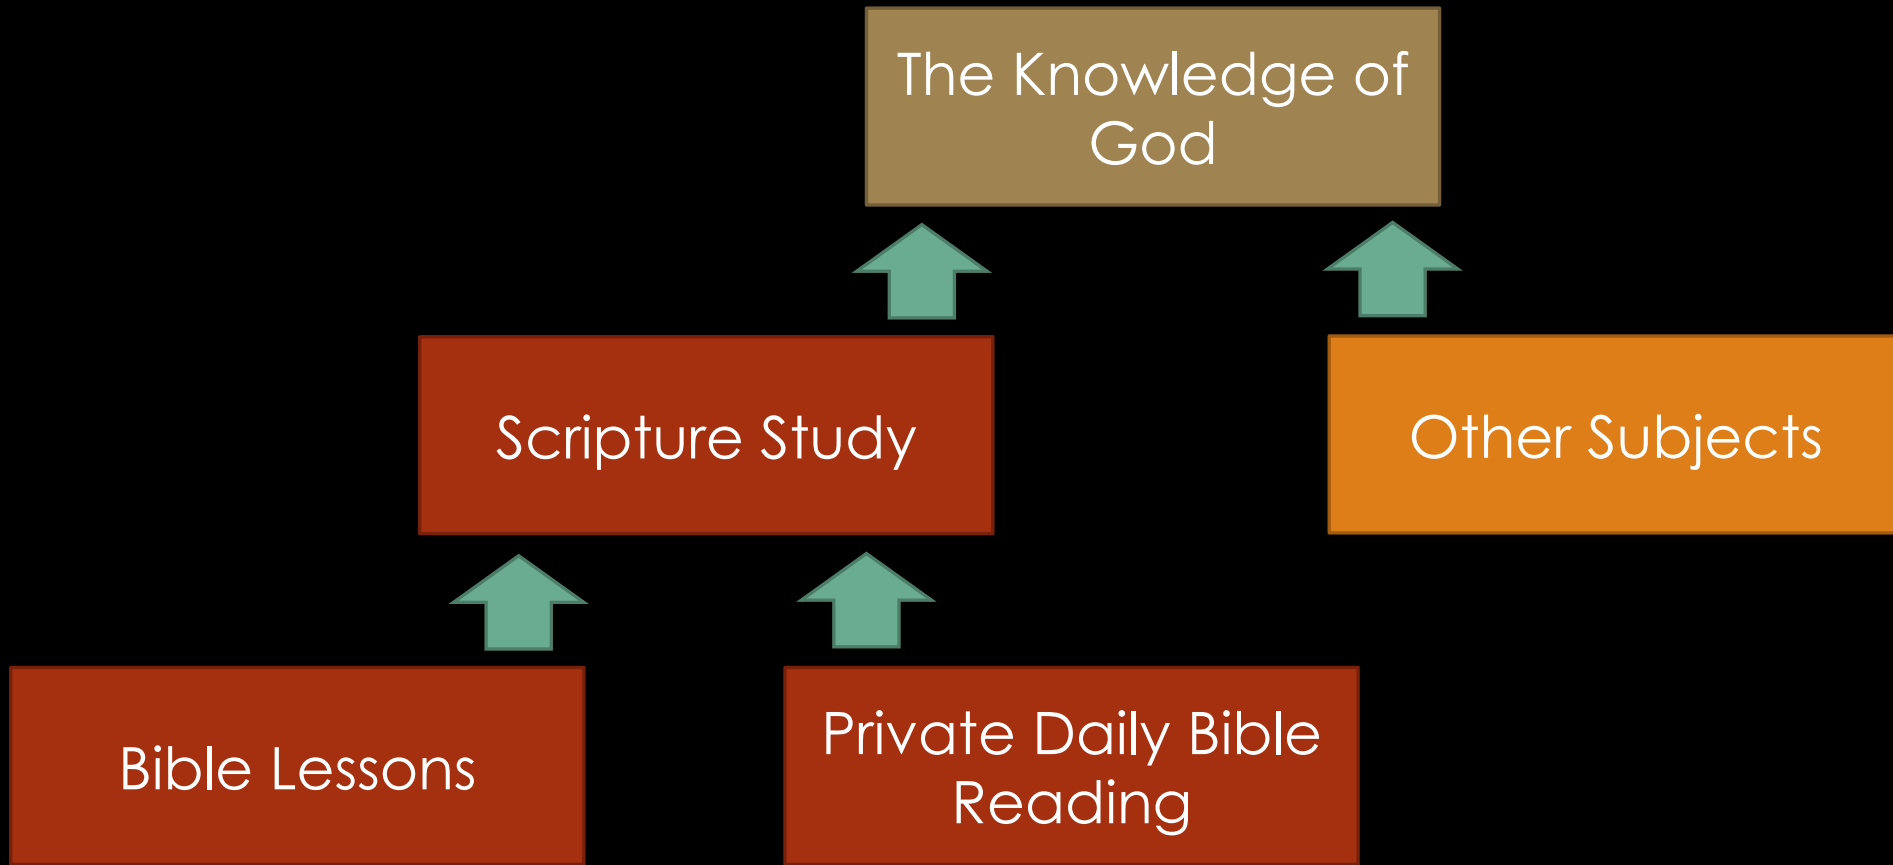 The Knowledge of
God
Scripture Study
Other Subjects
Bible Lessons
Private Daily Bible
Reading